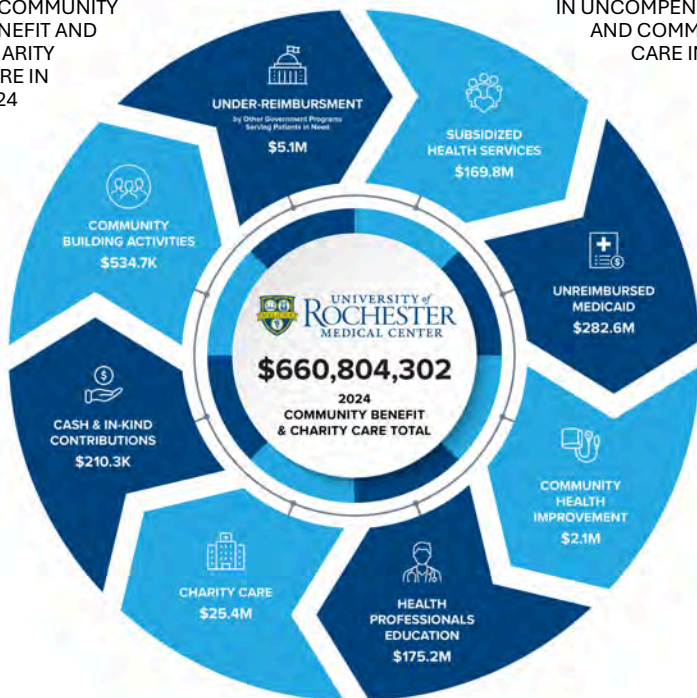 COMMUNITY
NEFIT AND
ARITY
RE IN
24
IN UNCOMPEN
AND COMM
CARE IN
UNDER-REIMBURSMENT
by Other Government Programs
Serving Patients in Need
$5.1M
SUBSIDIZED
HEALTH SERVICES
$169.8M
UNREIMBURSED
MEDICAID
$282.6M
COMMUNITY
HEALTH
IMPROVEMENT
$2.1M
HEALTH
PROFESSIONALS
EDUCATION
$175.2M
CHARITY CARE
$25.4M
CASH & IN-KIND
CONTRIBUTIONS
$210.3K
COMMUNITY
BUILDING ACTIVITIES
$534.7K
UNIVERSITY of
ROCHESTER
MEDICAL CENTER
$660,804,302
2024
COMMUNITY BENEFIT
& CHARITY CARE TOTAL